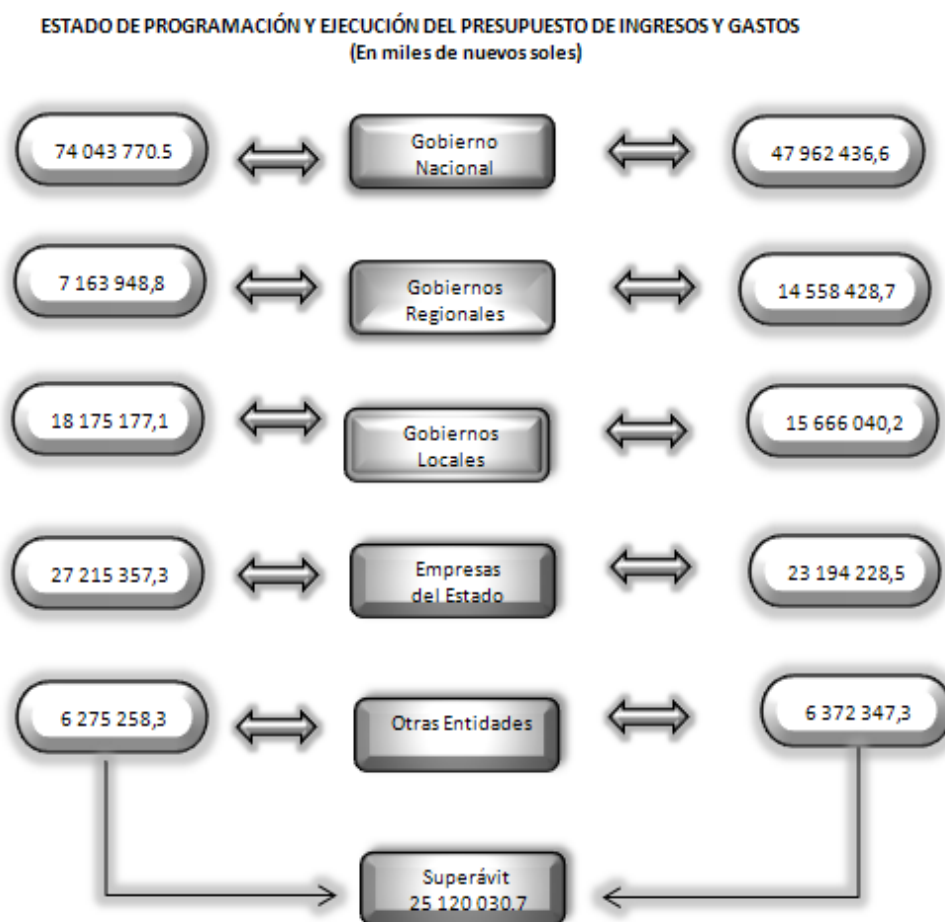 ESTADO DE PROGRAMACIÓN Y EJECUCIÓN DEL PRESUPUESTO DE INGRESOS Y GASTOS
(En miles de nuevos soles)
74 043 770.5
Gobierno
Nacional
47 962 436,6
7 163 948,8
Gobiernos
Regionales
14 558 428,7
18 175 177,1
Gobiernos
Locales
15 666 040,2
27 215 357,3
Empresas
del Estado
23 194 228,5
6 275 258,3
Otras Entidades
6 372 347,3
Superávit
25 120 030.7